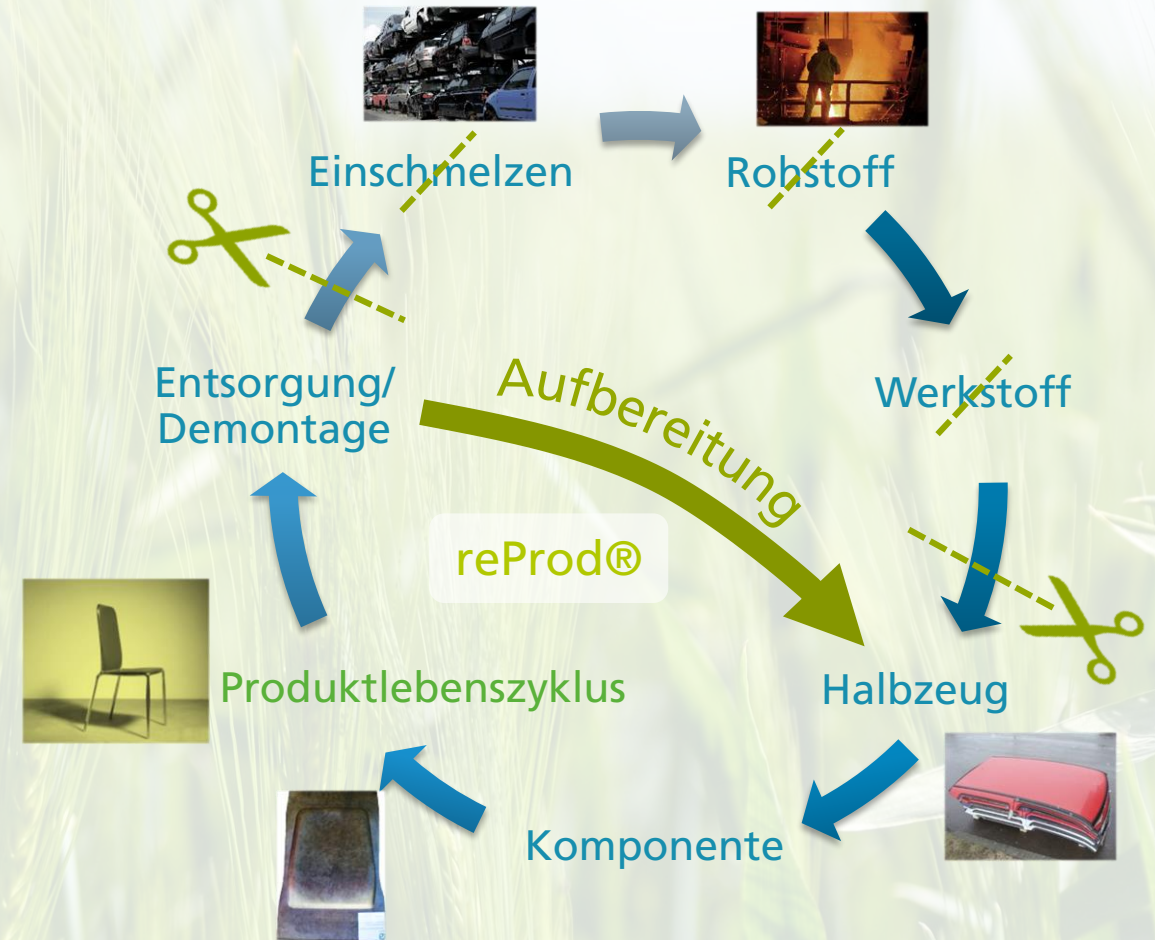 Einschmelzen
Rohstoff
Entsorgung/
Demontage
Aufbereitung
Werkstoff
reProd®
Produktlebenszyklus
Halbzeug
Komponente